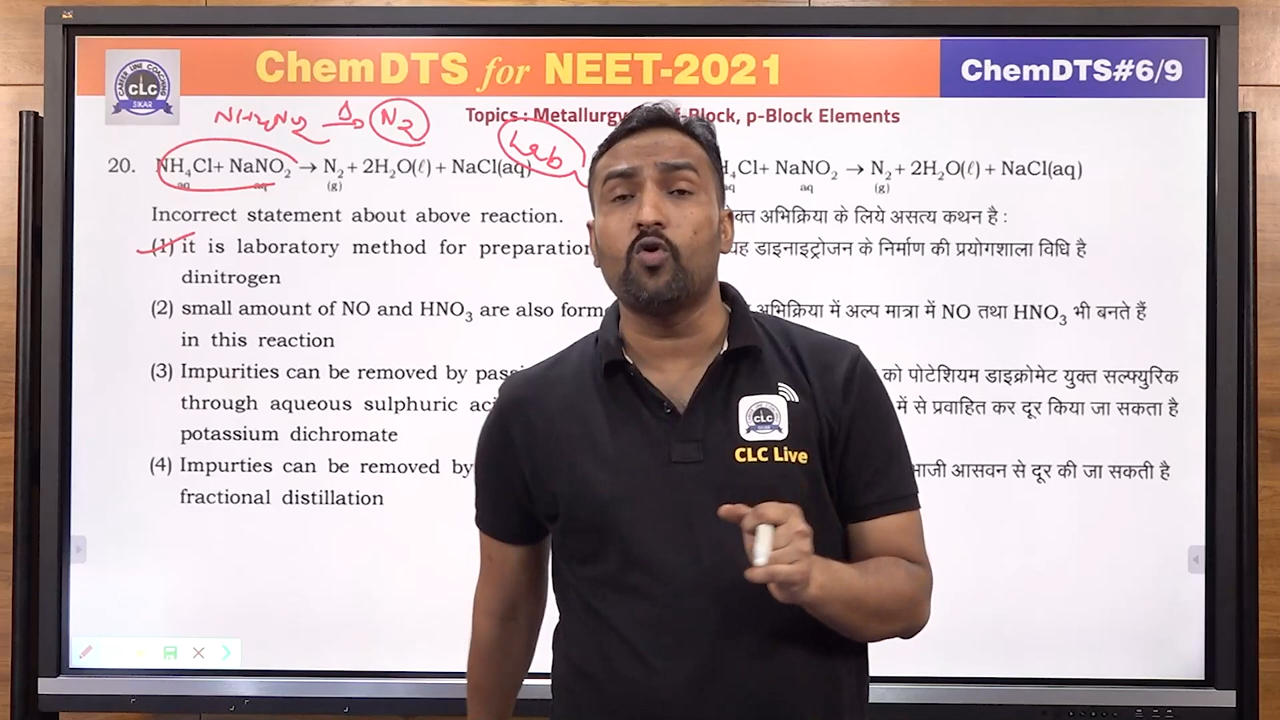 ChemDTS for NEET-2021
ChemDTS#6/9
CAREER LINE COACHING
CLC
SIKAR
Topics : Metallurgy -Block, p-Block Elements
Δ N2
Lab
20. NH₄Cl+ NaNO₂ → N₂ + 2H₂O(ℓ) + NaCl(aq)
aq aq (g)
Incorrect statement about above reaction.
(1) it is laboratory method for preparation
dinitrogen
(2) small amount of NO and HNO₃ are also form
in this reaction
(3) Impurities can be removed by pass
through aqueous sulphuric aci
potassium dichromate
(4) Impurties can be removed by
fractional distillation
₄Cl+ NaNO₂ → N₂ + 2H₂O(ℓ) + NaCl(aq)
aq aq (g)
अभिक्रिया के लिये असत्य कथन है :
यह डाइनाइट्रोजन के निर्माण की प्रयोगशाला विधि है
अभिक्रिया में अल्प मात्रा में NO तथा HNO₃ भी बनते हैं
को पोटेशियम डाइक्रोमेट युक्त सल्फ्युरिक
में से प्रवाहित कर दूर किया जा सकता है
आसवन से दूर की जा सकती है
CLC
CLC Live